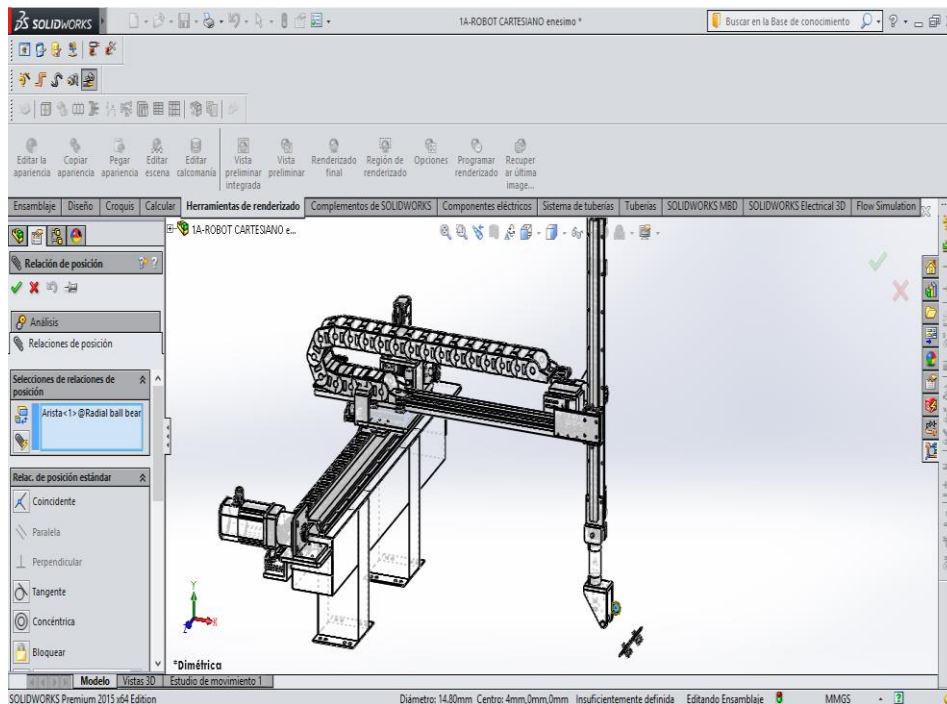 SOLIDWORKS
1A-ROBOT CARTESIANO enesimo *
Buscar en la Base de conocimiento
Editar la apariencia
Copiar apariencia
Pegar apariencia
Editar escena
Editar calcomanía
Vista preliminar integrada
Vista preliminar
Renderizado final
Región de renderizado
Opciones
Programar renderizado
Recuper ar última image...
Ensamblaje Diseño Croquis Calcular Herramientas de renderizado Complementos de SOLIDWORKS Componentes eléctricos Sistema de tuberías Tuberías SOLIDWORKS MBD SOLIDWORKS Electrical 3D Flow Simulation
1A-ROBOT CARTESIANO e...
Relación de posición
Análisis
Relaciones de posición
Selecciones de relaciones de
posición
Arista<1>@Radial ball bear
Relac. de posición estándar
Coincidente
Paralela
Perpendicular
Tangente
Concéntrica
Bloquear
Y
X
Z
*Dimétrica
Modelo Vistas 3D Estudio de movimiento 1
SOLIDWORKS Premium 2015 x64 Edition Diámetro: 14.80mm Centro: 4mm,0mm,0mm Insuficientemente definida Editando Ensamblaje MMGS